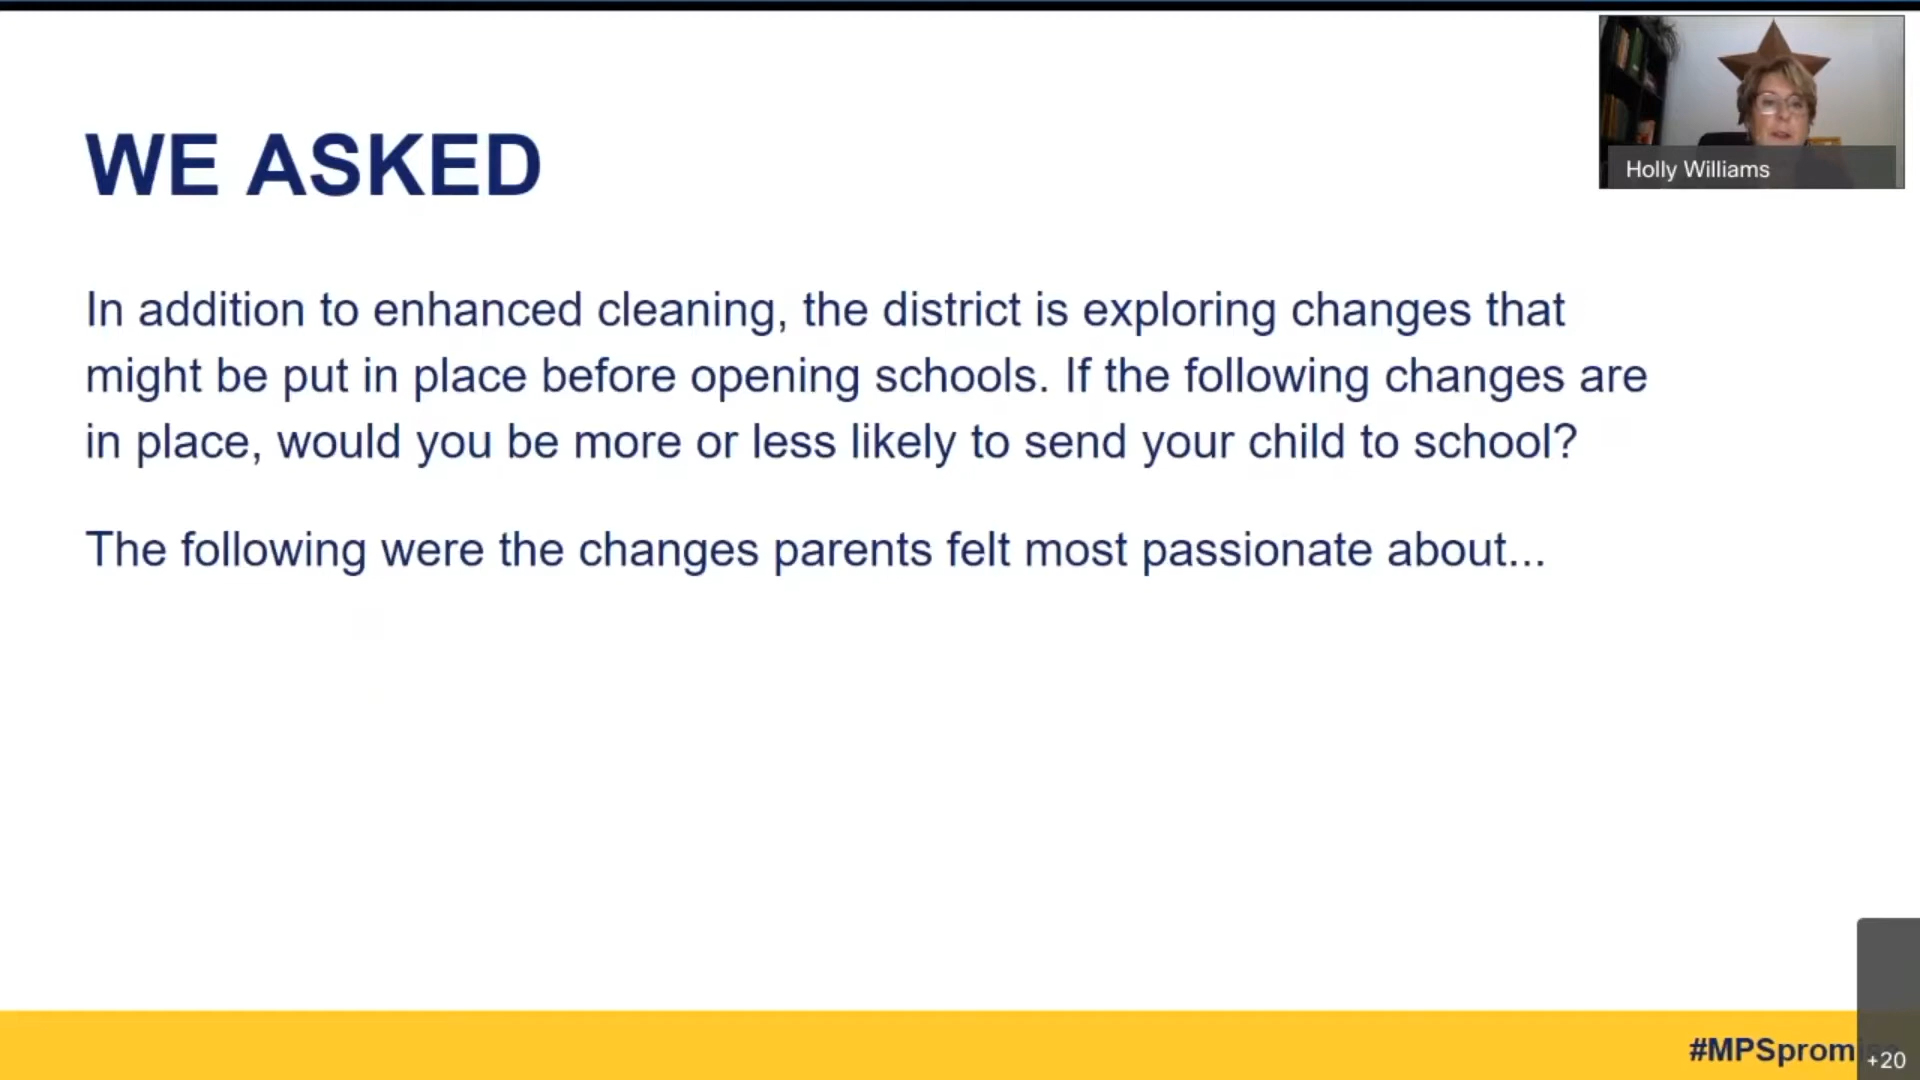 Holly Williams
WE ASKED
In addition to enhanced cleaning, the district is exploring changes that
might be put in place before opening schools. If the following changes are
in place, would you be more or less likely to send your child to school?
The following were the changes parents felt most passionate about...
#MPSpromise
+20